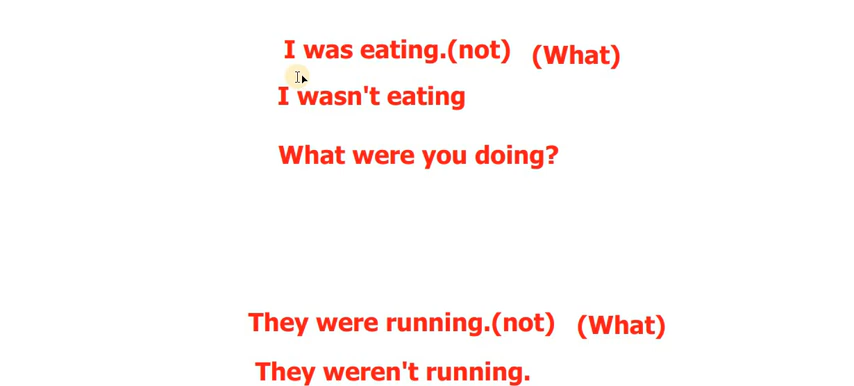 I was eating.(not) (What)
I wasn't eating
What were you doing?
They were running.(not) (What)
They weren't running.